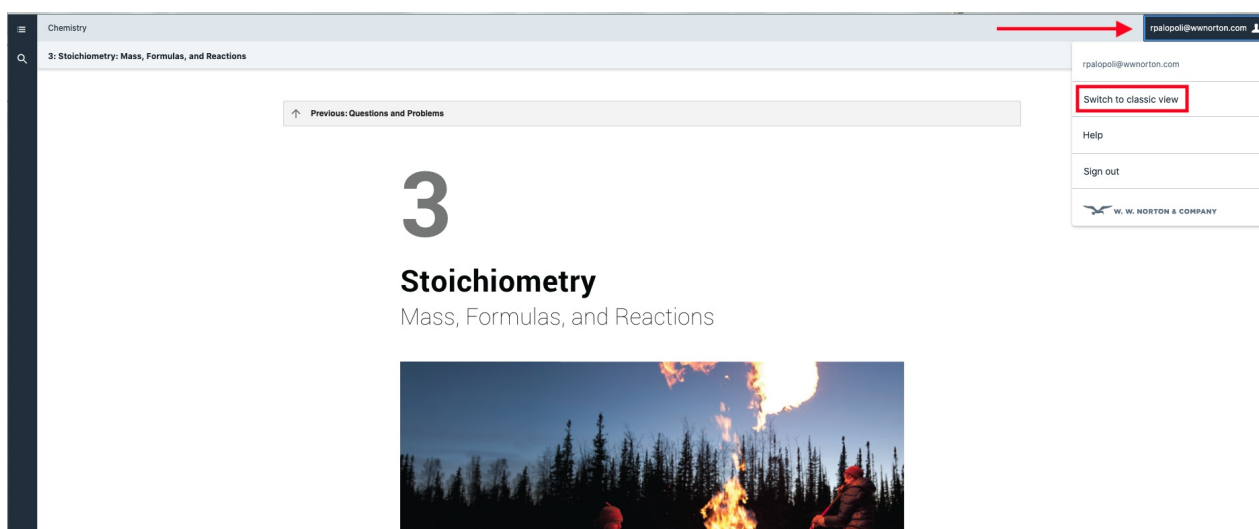 Chemistry
rpalopoli@wwnorton.com
3: Stoichiometry: Mass, Formulas, and Reactions
rpalopoli@wwnorton.com
Switch to classic view
Help
Sign out
W. W. NORTON & COMPANY
Previous: Questions and Problems
3
Stoichiometry
Mass, Formulas, and Reactions